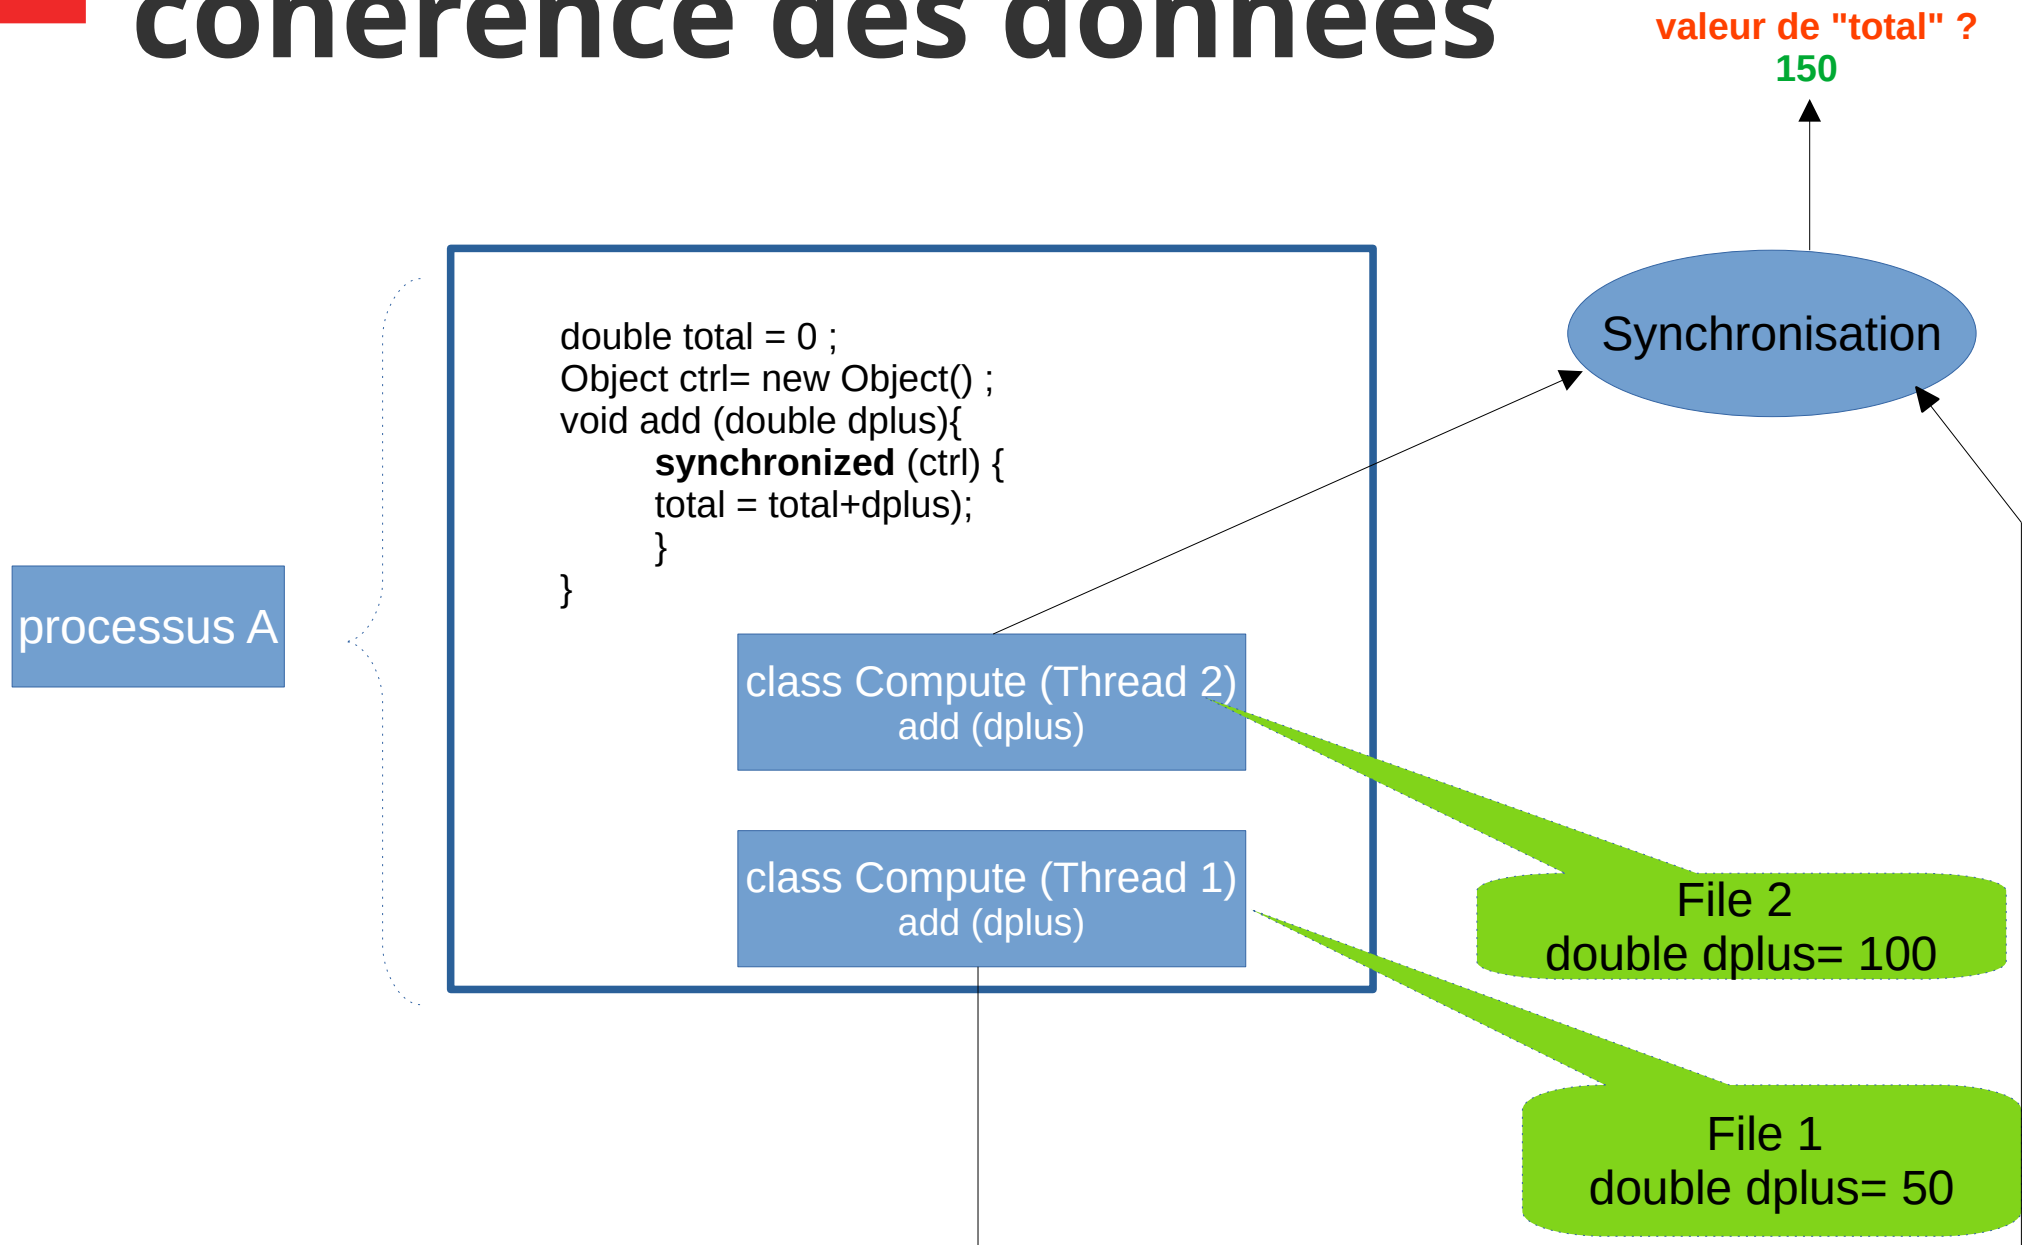 cohérence des données
valeur de "total" ?
150
double total = 0 ;
Object ctrl= new Object() ;
void add (double dplus){
synchronized (ctrl) {
total = total+dplus);
}
}
Synchronisation
processus A
class Compute (Thread 2)
add (dplus)
class Compute (Thread 1)
add (dplus)
File 2
double dplus= 100
File 1
double dplus= 50